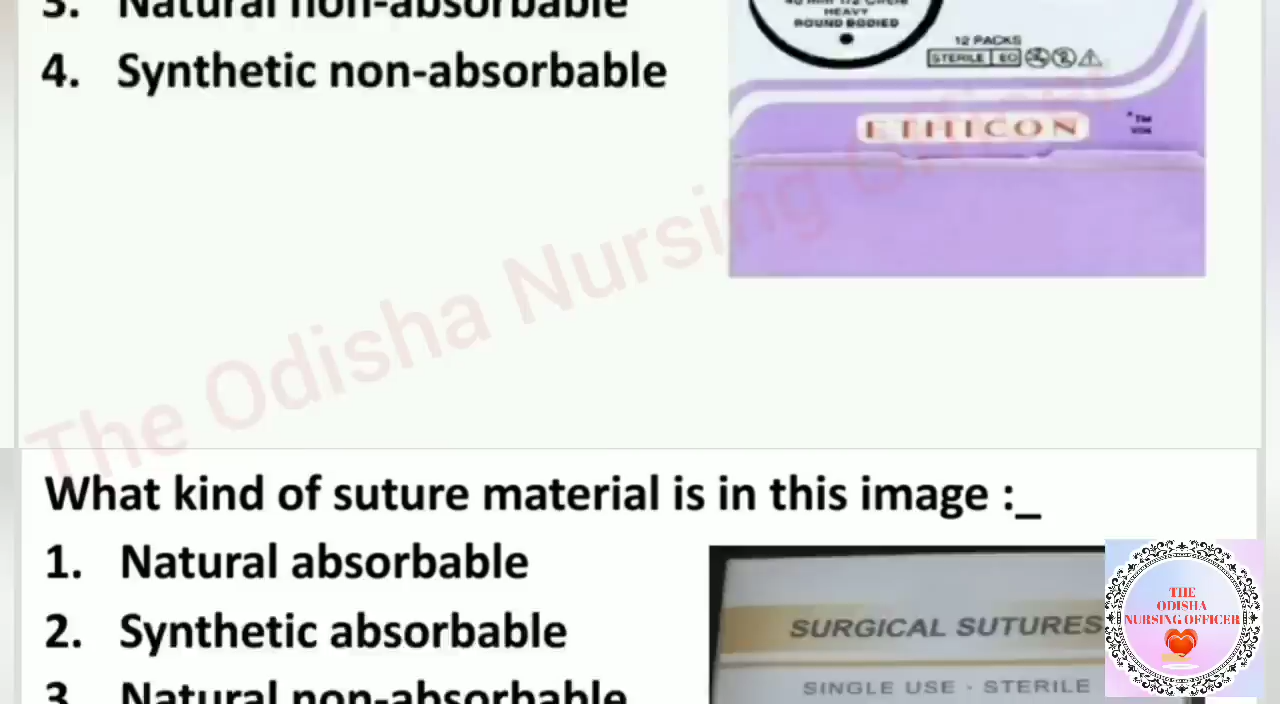 3. Natural non-absorbable
4. Synthetic non-absorbable
HEAVY
ROUND BODIED
12 PACKS
STERILE EO
ETHICON
TM
The Odisha Nursing Officer
What kind of suture material is in this image :_
1. Natural absorbable
2. Synthetic absorbable
3. Natural non-absorbable
SURGICAL SUTURES
SINGLE USE · STERILE
THE
ODISHA
NURSING OFFICER